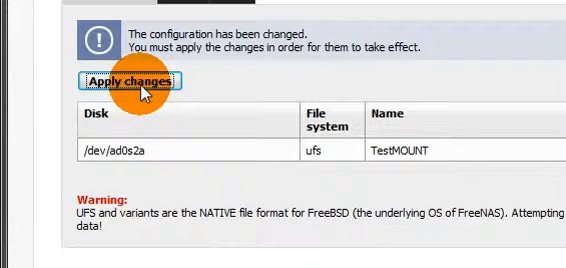 The configuration has been changed.
You must apply the changes in order for them to take effect.
Apply changes
Disk
File system
Name
/dev/ad0s2a
ufs
TestMOUNT
Warning:
UFS and variants are the NATIVE file format for FreeBSD (the underlying OS of FreeNAS). Attempting
data!